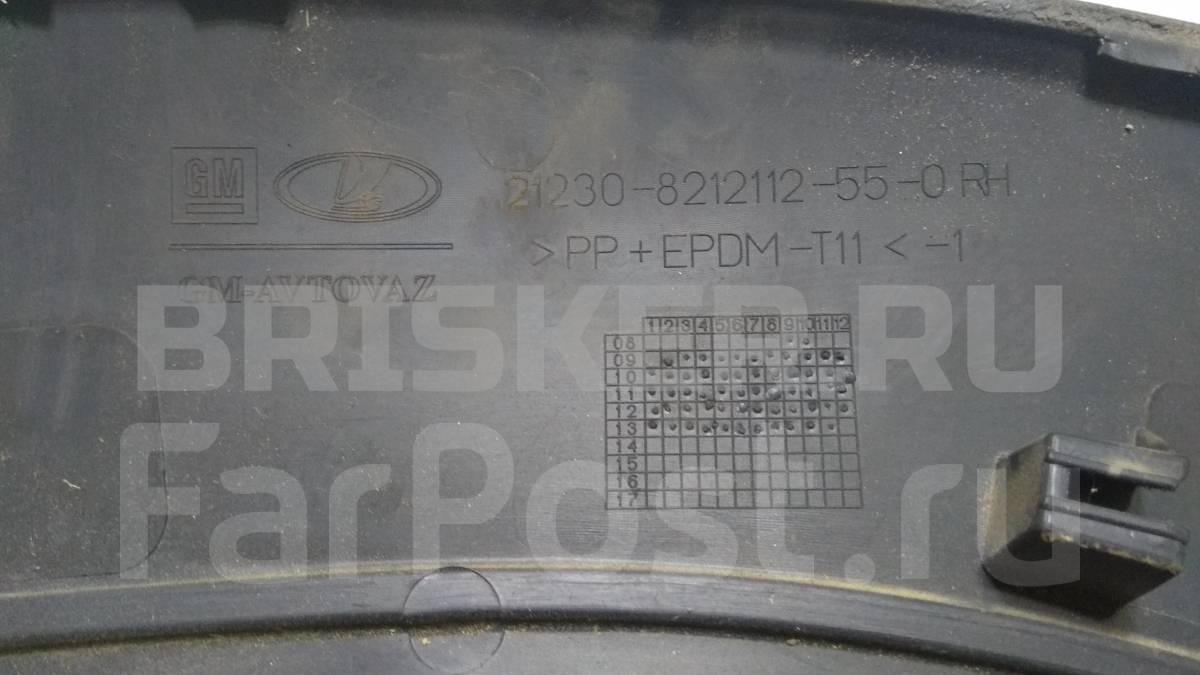 GM 21230-8212112-55-0 RH
>PP+EPDM-T11< -1
GM-AVTOVAZ
BRISKER.RU
FarPost.ru
1 2 3 4 5 6 7 8 9 10 11 12
08
09
10
11
12
13
14
15
16
17